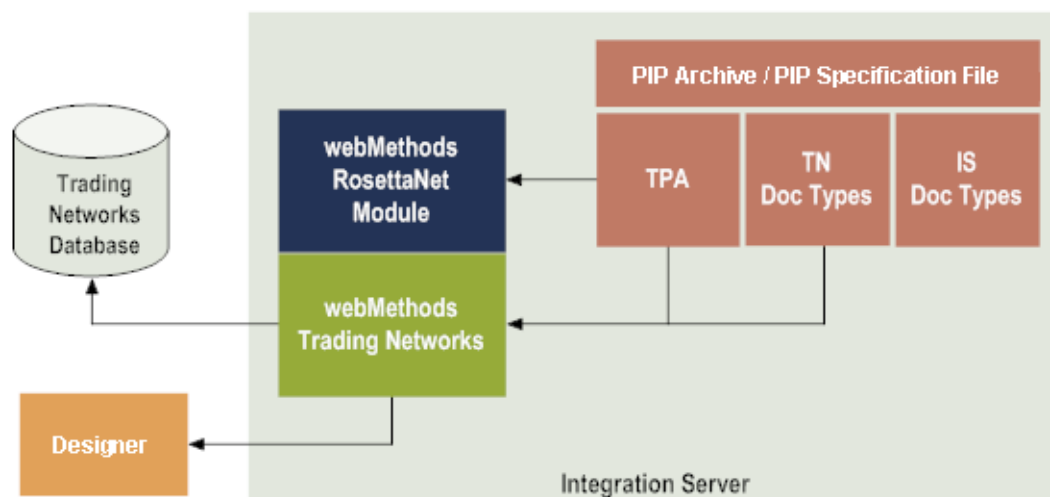 PIP Archive / PIP Specification File
webMethods
RosettaNet
Module
TPA
TN
Doc Types
IS
Doc Types
Trading
Networks
Database
webMethods
Trading Networks
Designer
Integration Server